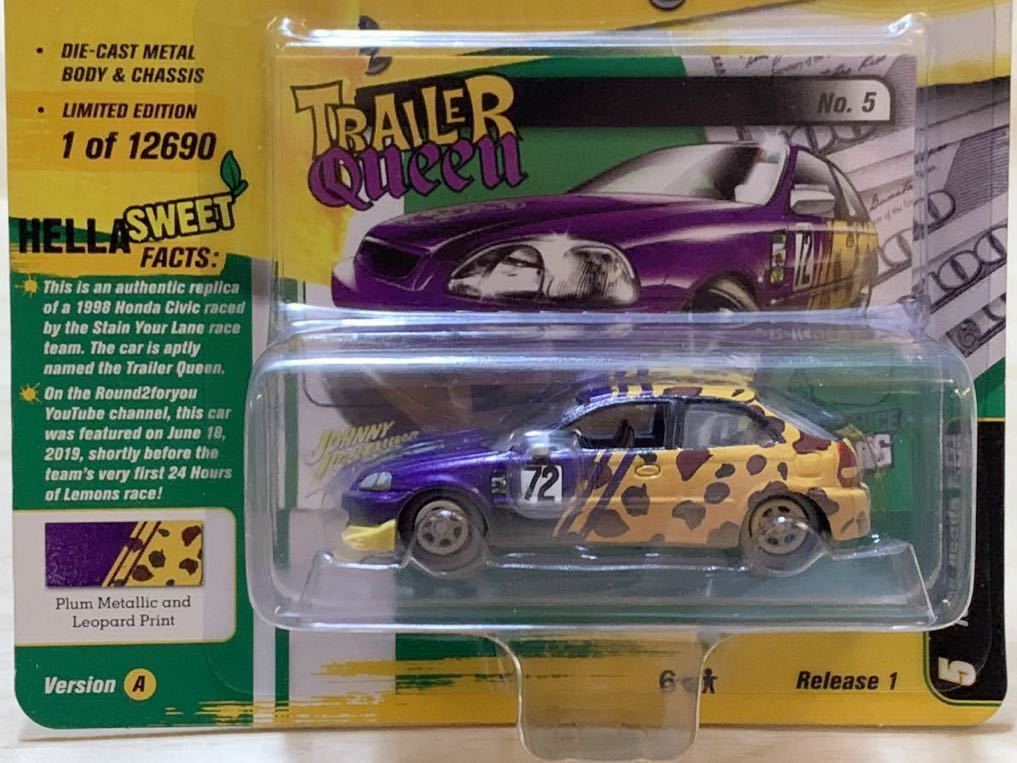 • DIE-CAST METAL
BODY & CHASSIS
• LIMITED EDITION
1 of 12690
HELLA SWEET
FACTS:
This is an authentic replica
of a 1998 Honda Civic raced
by the Stain Your Lane race
team. The car is aptly
named the Trailer Queen.
On the Round2foryou
YouTube channel, this car
was featured on June 18,
2019, shortly before the
team's very first 24 Hours
of Lemons race!
Plum Metallic and
Leopard Print
Version A
TRAILER
Queen
No. 5
72
JOHNNY
72
6
Release 1
5
100